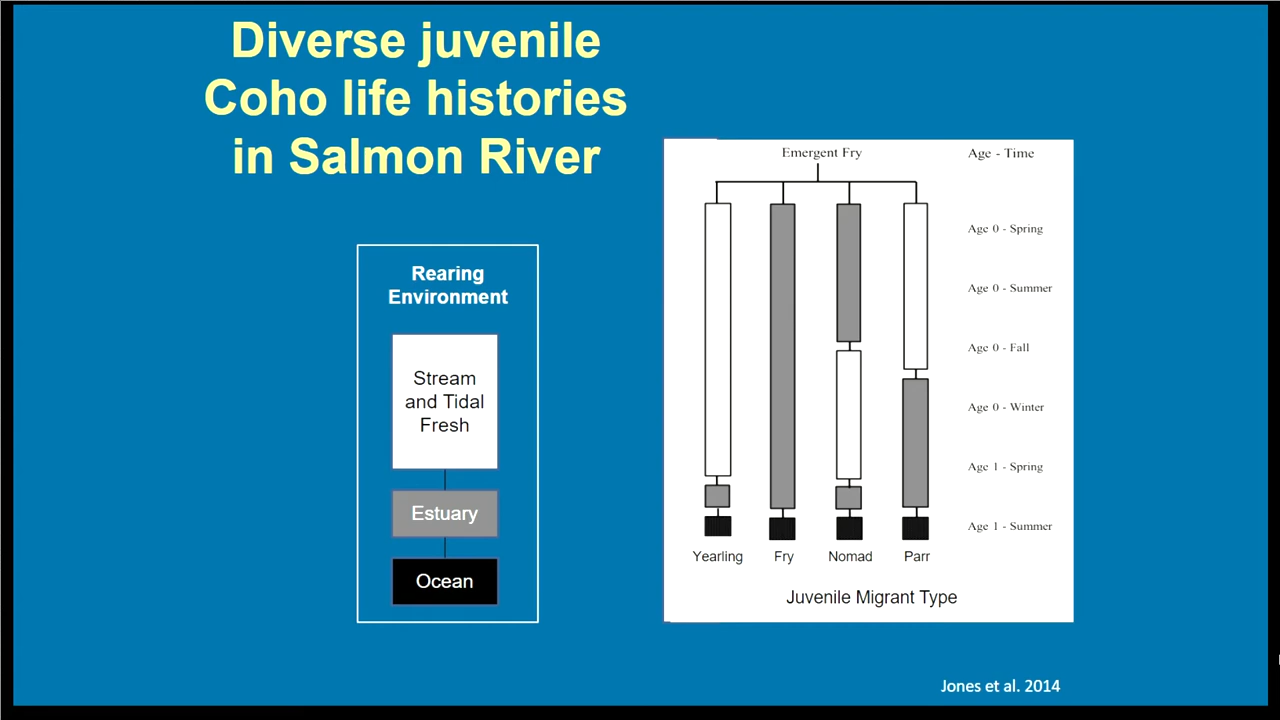 Diverse juvenile
Coho life histories
in Salmon River
Rearing
Environment
Stream
and Tidal
Fresh
Estuary
Ocean
Emergent Fry
Age - Time
Age 0 - Spring
Age 0 - Summer
Age 0 - Fall
Age 0 - Winter
Age 1 - Spring
Age 1 - Summer
Yearling
Fry
Nomad
Parr
Juvenile Migrant Type
Jones et al. 2014